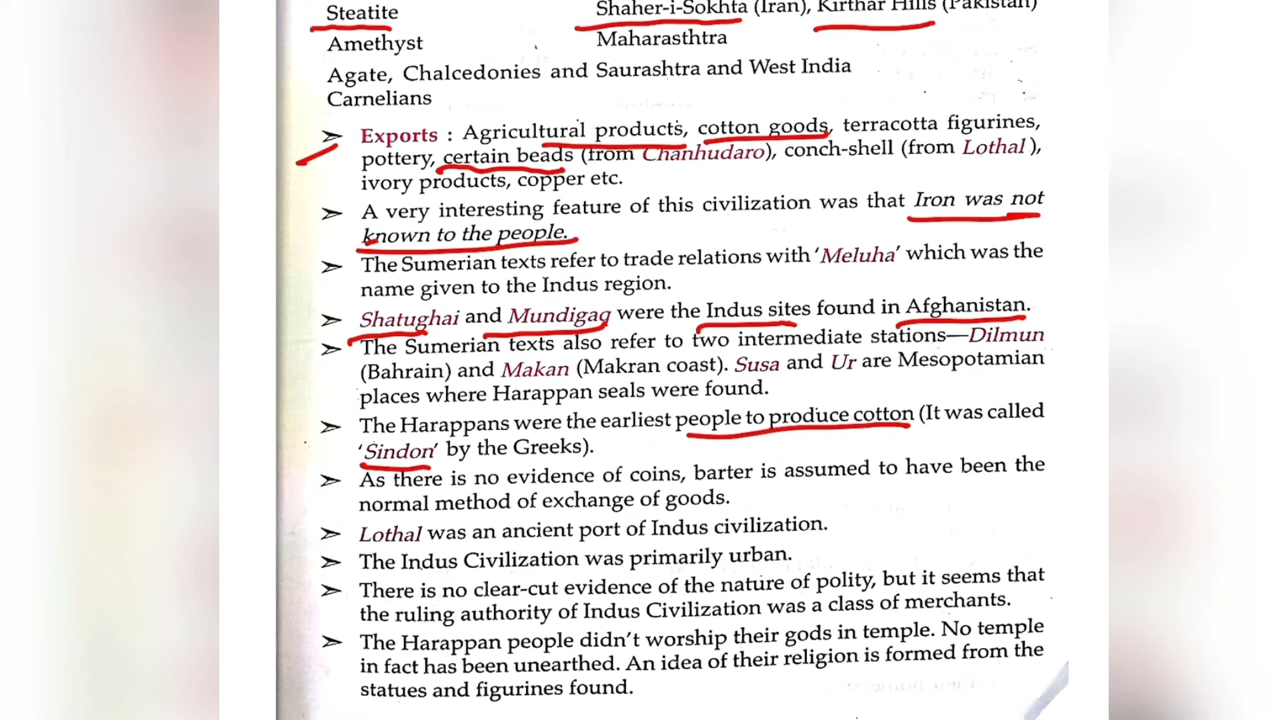 Steatite Shaher-i-Sokhta (Iran), Kirthar Hills (Pakistan)
Amethyst Maharasthtra
Agate, Chalcedonies and Saurashtra and West India
Carnelians
➢ Exports : Agricultural products, cotton goods, terracotta figurines,
pottery, certain beads (from Chanhudaro), conch-shell (from Lothal ),
ivory products, copper etc.
➢ A very interesting feature of this civilization was that Iron was not
known to the people.
➢ The Sumerian texts refer to trade relations with ‘Meluha’ which was the
name given to the Indus region.
➢ Shatughai and Mundigaq were the Indus sites found in Afghanistan.
➢ The Sumerian texts also refer to two intermediate stations—Dilmun
(Bahrain) and Makan (Makran coast). Susa and Ur are Mesopotamian
places where Harappan seals were found.
➢ The Harappans were the earliest people to produce cotton (It was called
‘Sindon’ by the Greeks).
➢ As there is no evidence of coins, barter is assumed to have been the
normal method of exchange of goods.
➢ Lothal was an ancient port of Indus civilization.
➢ The Indus Civilization was primarily urban.
➢ There is no clear-cut evidence of the nature of polity, but it seems that
the ruling authority of Indus Civilization was a class of merchants.
➢ The Harappan people didn’t worship their gods in temple. No temple
in fact has been unearthed. An idea of their religion is formed from the
statues and figurines found.